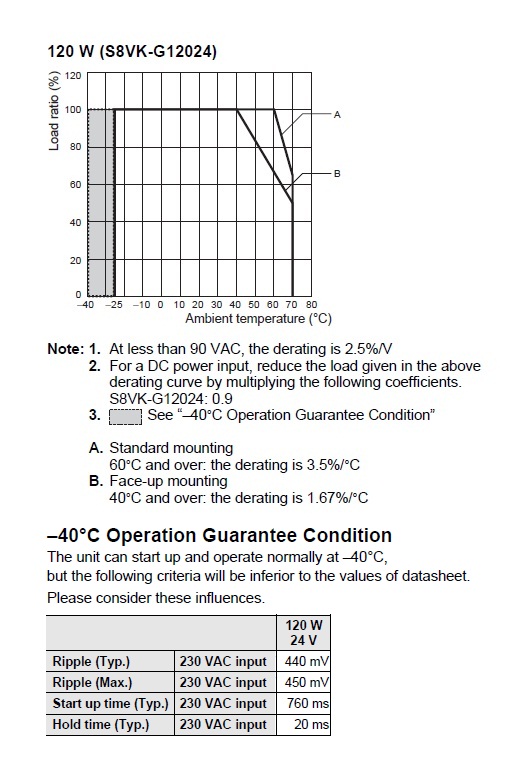 120 W (S8VK-G12024)
Load ratio (%)
120
100
80
60
40
20
0
A
B
–40 –25 –10 0 10 20 30 40 50 60 70 80
Ambient temperature (°C)
Note: 1. At less than 90 VAC, the derating is 2.5%/V
2. For a DC power input, reduce the load given in the above
derating curve by multiplying the following coefficients.
S8VK-G12024: 0.9
3. See “–40°C Operation Guarantee Condition”
A. Standard mounting
60°C and over: the derating is 3.5%/°C
B. Face-up mounting
40°C and over: the derating is 1.67%/°C
–40°C Operation Guarantee Condition
The unit can start up and operate normally at –40°C,
but the following criteria will be inferior to the values of datasheet.
Please consider these influences.
120 W
24 V
Ripple (Typ.) 230 VAC input 440 mV
Ripple (Max.) 230 VAC input 450 mV
Start up time (Typ.) 230 VAC input 760 ms
Hold time (Typ.) 230 VAC input 20 ms